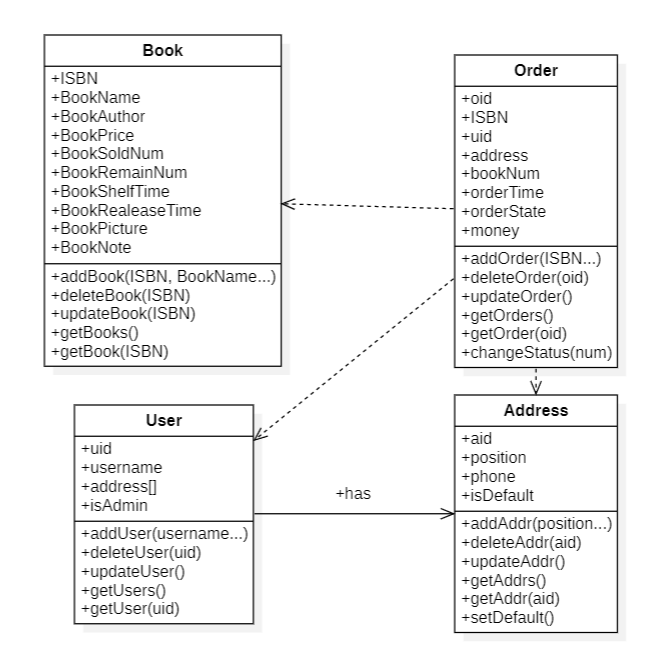 Book
+ISBN
+BookName
+BookAuthor
+BookPrice
+BookSoldNum
+BookRemainNum
+BookShelfTime
+BookRealeaseTime
+BookPicture
+BookNote
+addBook(ISBN, BookName...)
+deleteBook(ISBN)
+updateBook(ISBN)
+getBooks()
+getBook(ISBN)
Order
+oid
+ISBN
+uid
+address
+bookNum
+orderTime
+orderState
+money
+addOrder(ISBN...)
+deleteOrder(oid)
+updateOrder()
+getOrders()
+getOrder(oid)
+changeStatus(num)
User
+uid
+username
+address[]
+isAdmin
+addUser(username...)
+deleteUser(uid)
+updateUser()
+getUsers()
+getUser(uid)
+has
Address
+aid
+position
+phone
+isDefault
+addAddr(position...)
+deleteAddr(aid)
+updateAddr()
+getAddrs()
+getAddr(aid)
+setDefault()